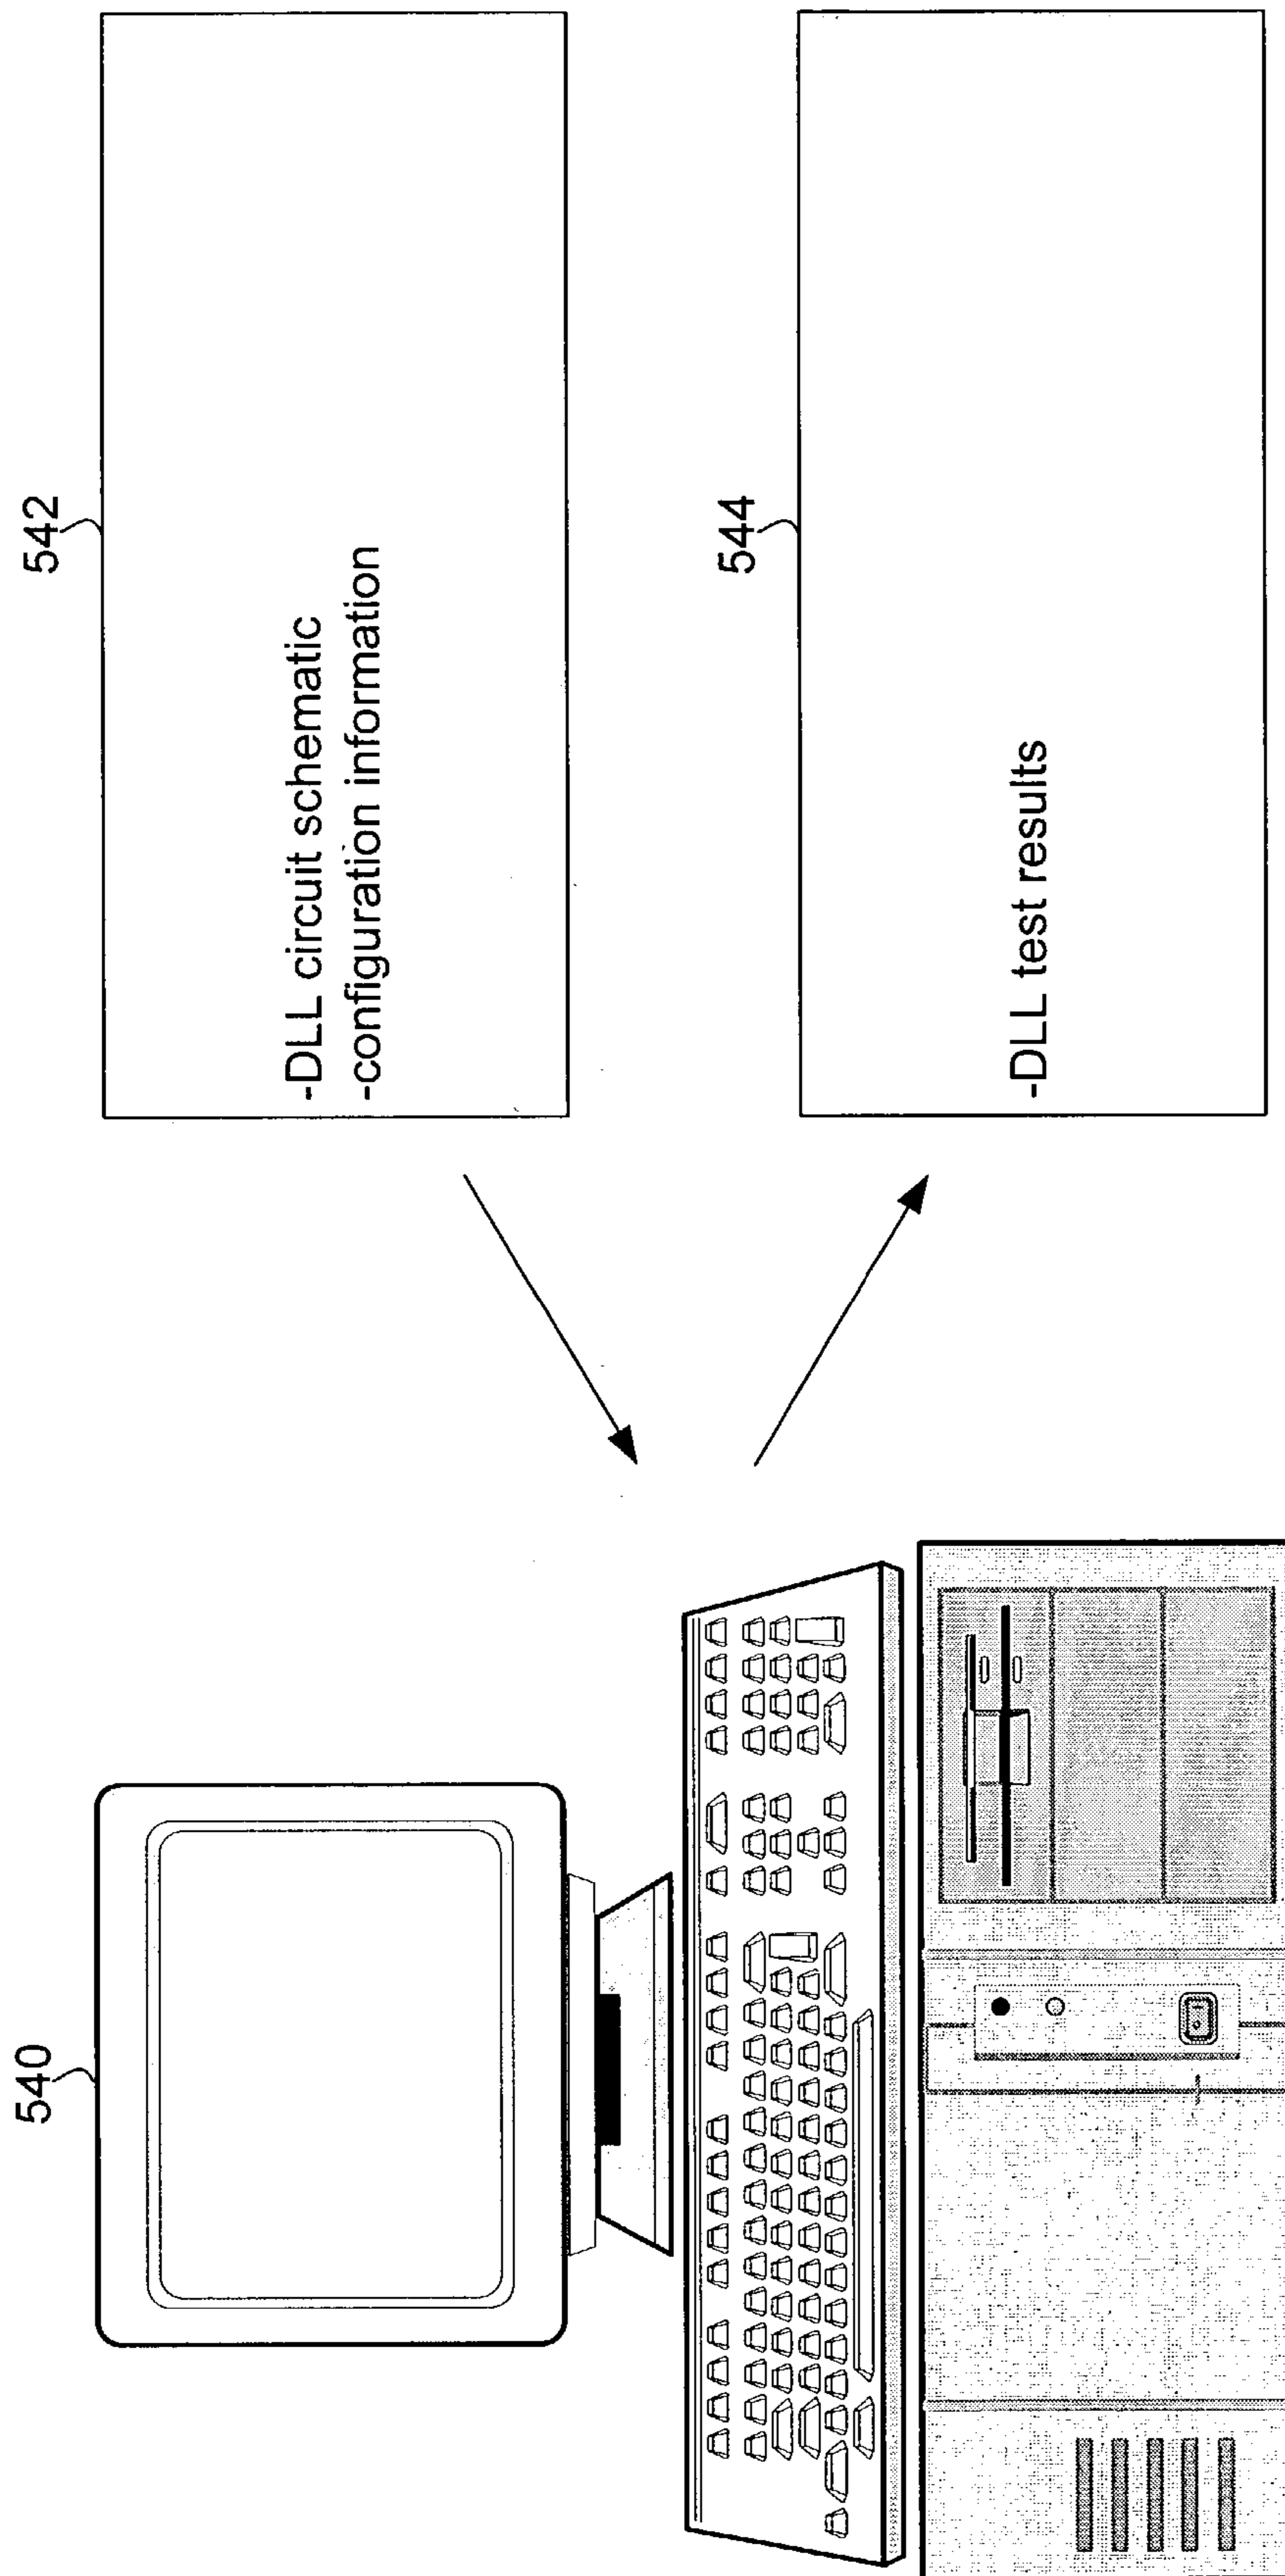 540
542
-DLL circuit schematic
-configuration information
544
-DLL test results